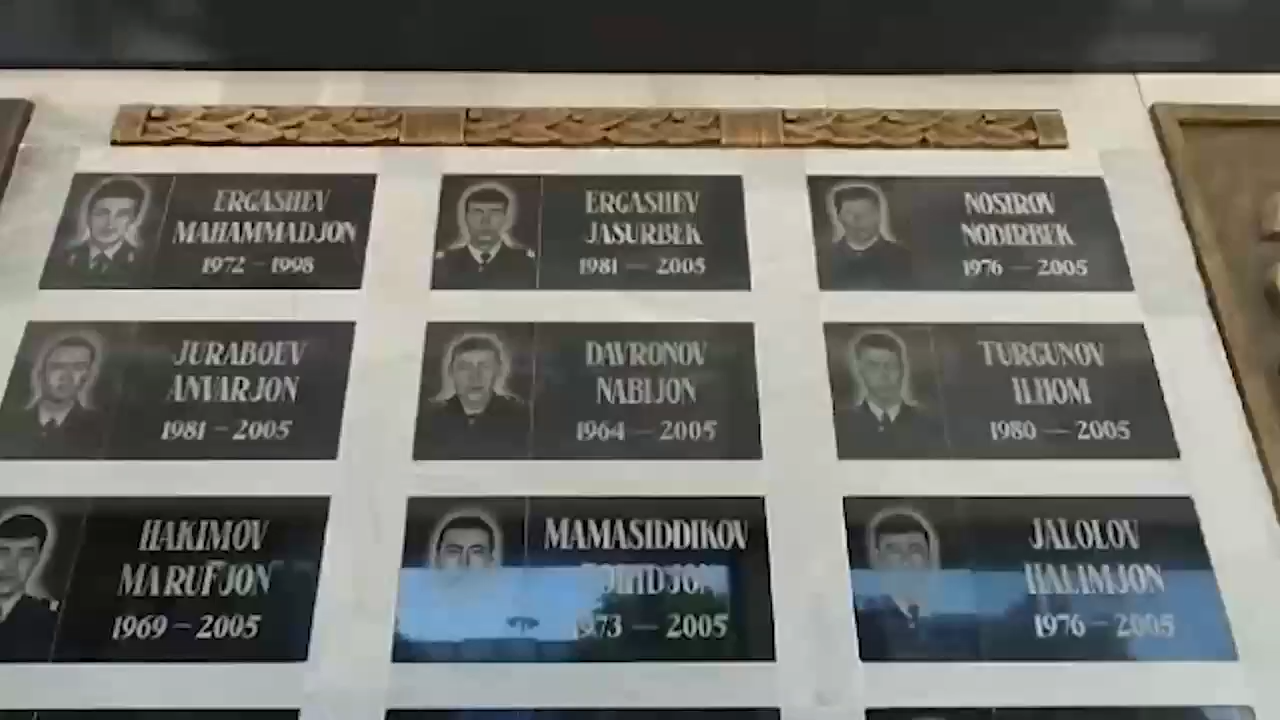 ERGASHEV
MAHAMMADJON
1972 – 1998
ERGASHEV
JASURBEK
1981 — 2005
NOSIROV
NODIRBEK
1976 — 2005
JURABOEV
ANVARJON
1981 – 2005
DAVRONOV
NABIJON
1964 — 2005
TURGUNOV
ILHOM
1980 — 2005
HAKIMOV
MARUFJON
1969 – 2005
MAMASIDDIKOV
1973 — 2005
JALOLOV
HALIMJON
1976 — 2005